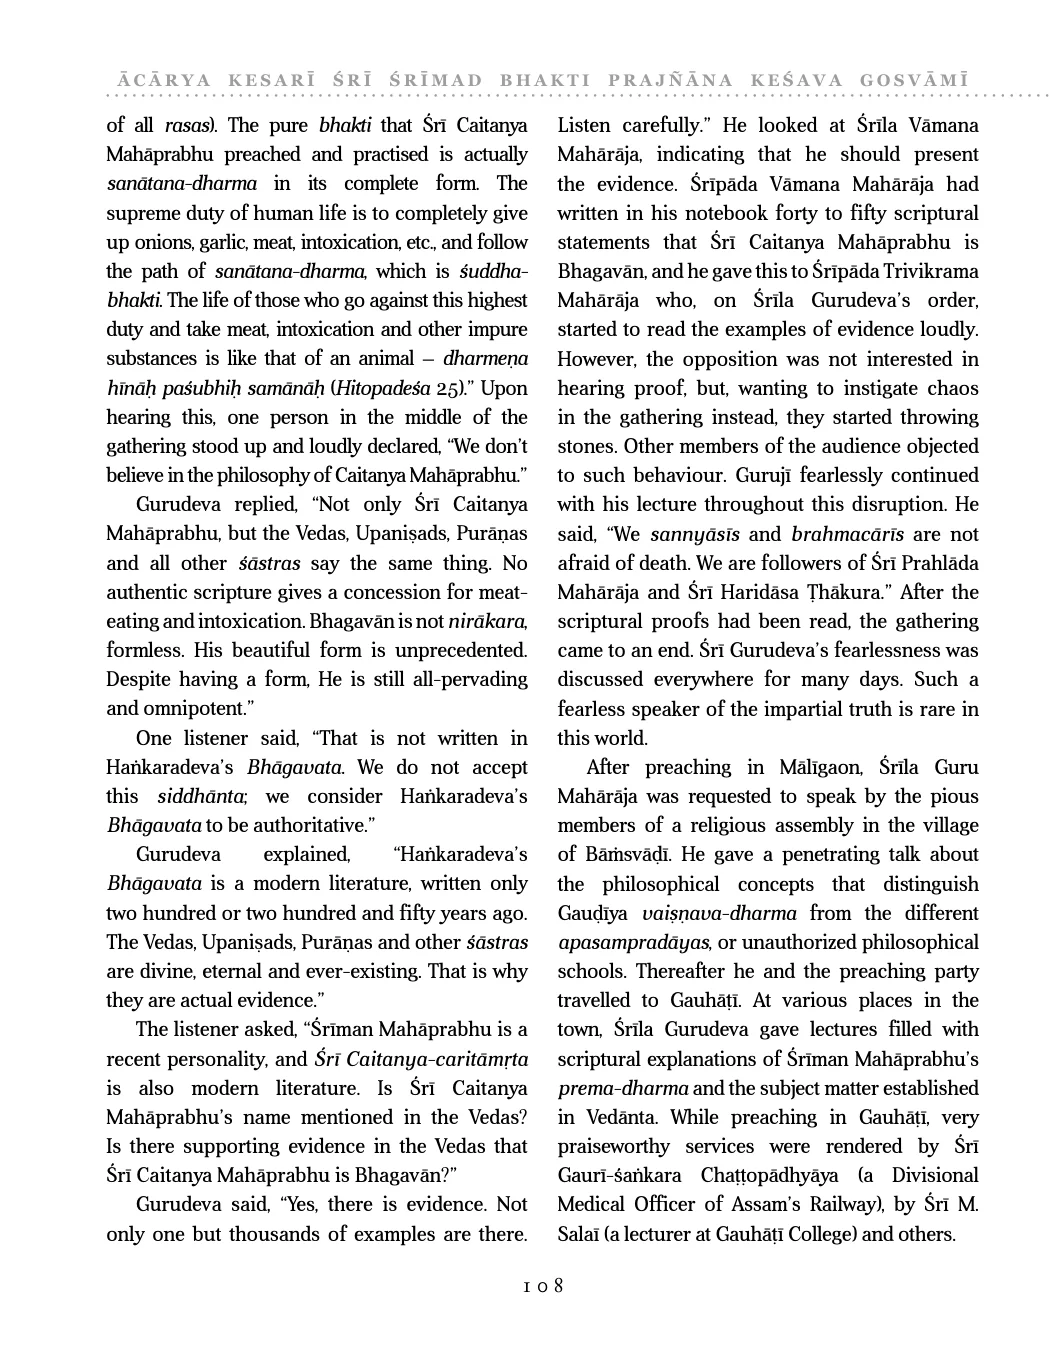 ĀCĀRYA KESARĪ ŚRĪ ŚRĪMAD BHAKTI PRAJÑĀNA KEŚAVA GOSVĀMĪ
of all rasas). The pure bhakti that Śrī Caitanya
Mahāprabhu preached and practised is actually
sanātana-dharma in its complete form. The
supreme duty of human life is to completely give
up onions, garlic, meat, intoxication, etc., and follow
the path of sanātana-dharma, which is śuddha-
bhakti. The life of those who go against this highest
duty and take meat, intoxication and other impure
substances is like that of an animal – dharmeṇa
hīnāḥ paśubhiḥ samānāḥ (Hitopadeśa 25).” Upon
hearing this, one person in the middle of the
gathering stood up and loudly declared, “We don’t
believe in the philosophy of Caitanya Mahāprabhu.”
Gurudeva replied, “Not only Śrī Caitanya
Mahāprabhu, but the Vedas, Upaniṣads, Purāṇas
and all other śāstras say the same thing. No
authentic scripture gives a concession for meat-
eating and intoxication. Bhagavān is not nirākara,
formless. His beautiful form is unprecedented.
Despite having a form, He is still all-pervading
and omnipotent.”
One listener said, “That is not written in
Haṅkaradeva’s Bhāgavata. We do not accept
this siddhānta; we consider Haṅkaradeva’s
Bhāgavata to be authoritative.”
Gurudeva explained, “Haṅkaradeva’s
Bhāgavata is a modern literature, written only
two hundred or two hundred and fifty years ago.
The Vedas, Upaniṣads, Purāṇas and other śāstras
are divine, eternal and ever-existing. That is why
they are actual evidence.”
The listener asked, “Śrīman Mahāprabhu is a
recent personality, and Śrī Caitanya-caritāmṛta
is also modern literature. Is Śrī Caitanya
Mahāprabhu’s name mentioned in the Vedas?
Is there supporting evidence in the Vedas that
Śrī Caitanya Mahāprabhu is Bhagavān?”
Gurudeva said, “Yes, there is evidence. Not
only one but thousands of examples are there.
Listen carefully.” He looked at Śrīla Vāmana
Mahārāja, indicating that he should present
the evidence. Śrīpāda Vāmana Mahārāja had
written in his notebook forty to fifty scriptural
statements that Śrī Caitanya Mahāprabhu is
Bhagavān, and he gave this to Śrīpāda Trivikrama
Mahārāja who, on Śrīla Gurudeva’s order,
started to read the examples of evidence loudly.
However, the opposition was not interested in
hearing proof, but, wanting to instigate chaos
in the gathering instead, they started throwing
stones. Other members of the audience objected
to such behaviour. Gurujī fearlessly continued
with his lecture throughout this disruption. He
said, “We sannyāsīs and brahmacārīs are not
afraid of death. We are followers of Śrī Prahlāda
Mahārāja and Śrī Haridāsa Ṭhākura.” After the
scriptural proofs had been read, the gathering
came to an end. Śrī Gurudeva’s fearlessness was
discussed everywhere for many days. Such a
fearless speaker of the impartial truth is rare in
this world.
After preaching in Mālīgaon, Śrīla Guru
Mahārāja was requested to speak by the pious
members of a religious assembly in the village
of Bāṁsvāḍī. He gave a penetrating talk about
the philosophical concepts that distinguish
Gauḍīya vaiṣṇava-dharma from the different
apasampradāyas, or unauthorized philosophical
schools. Thereafter he and the preaching party
travelled to Gauhāṭī. At various places in the
town, Śrīla Gurudeva gave lectures filled with
scriptural explanations of Śrīman Mahāprabhu’s
prema-dharma and the subject matter established
in Vedānta. While preaching in Gauhāṭī, very
praiseworthy services were rendered by Śrī
Gaurī-śaṅkara Chaṭṭopādhyāya (a Divisional
Medical Officer of Assam’s Railway), by Śrī M.
Salaī (a lecturer at Gauhāṭī College) and others.
108